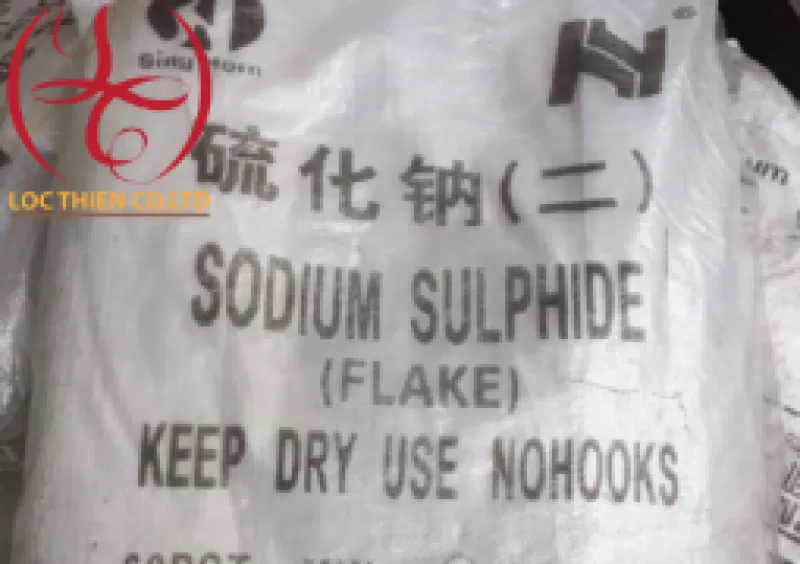 LOC THIEN CO.LTD
硫化钠(二)
SODIUM SULPHIDE
(FLAKE)
KEEP DRY USE NOHOOKS